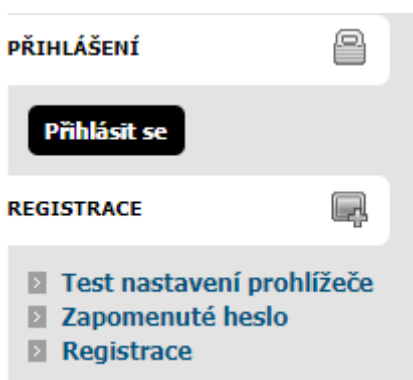 PŘIHLÁŠENÍ
Přihlásit se
REGISTRACE
Test nastavení prohlížeče
Zapomenuté heslo
Registrace